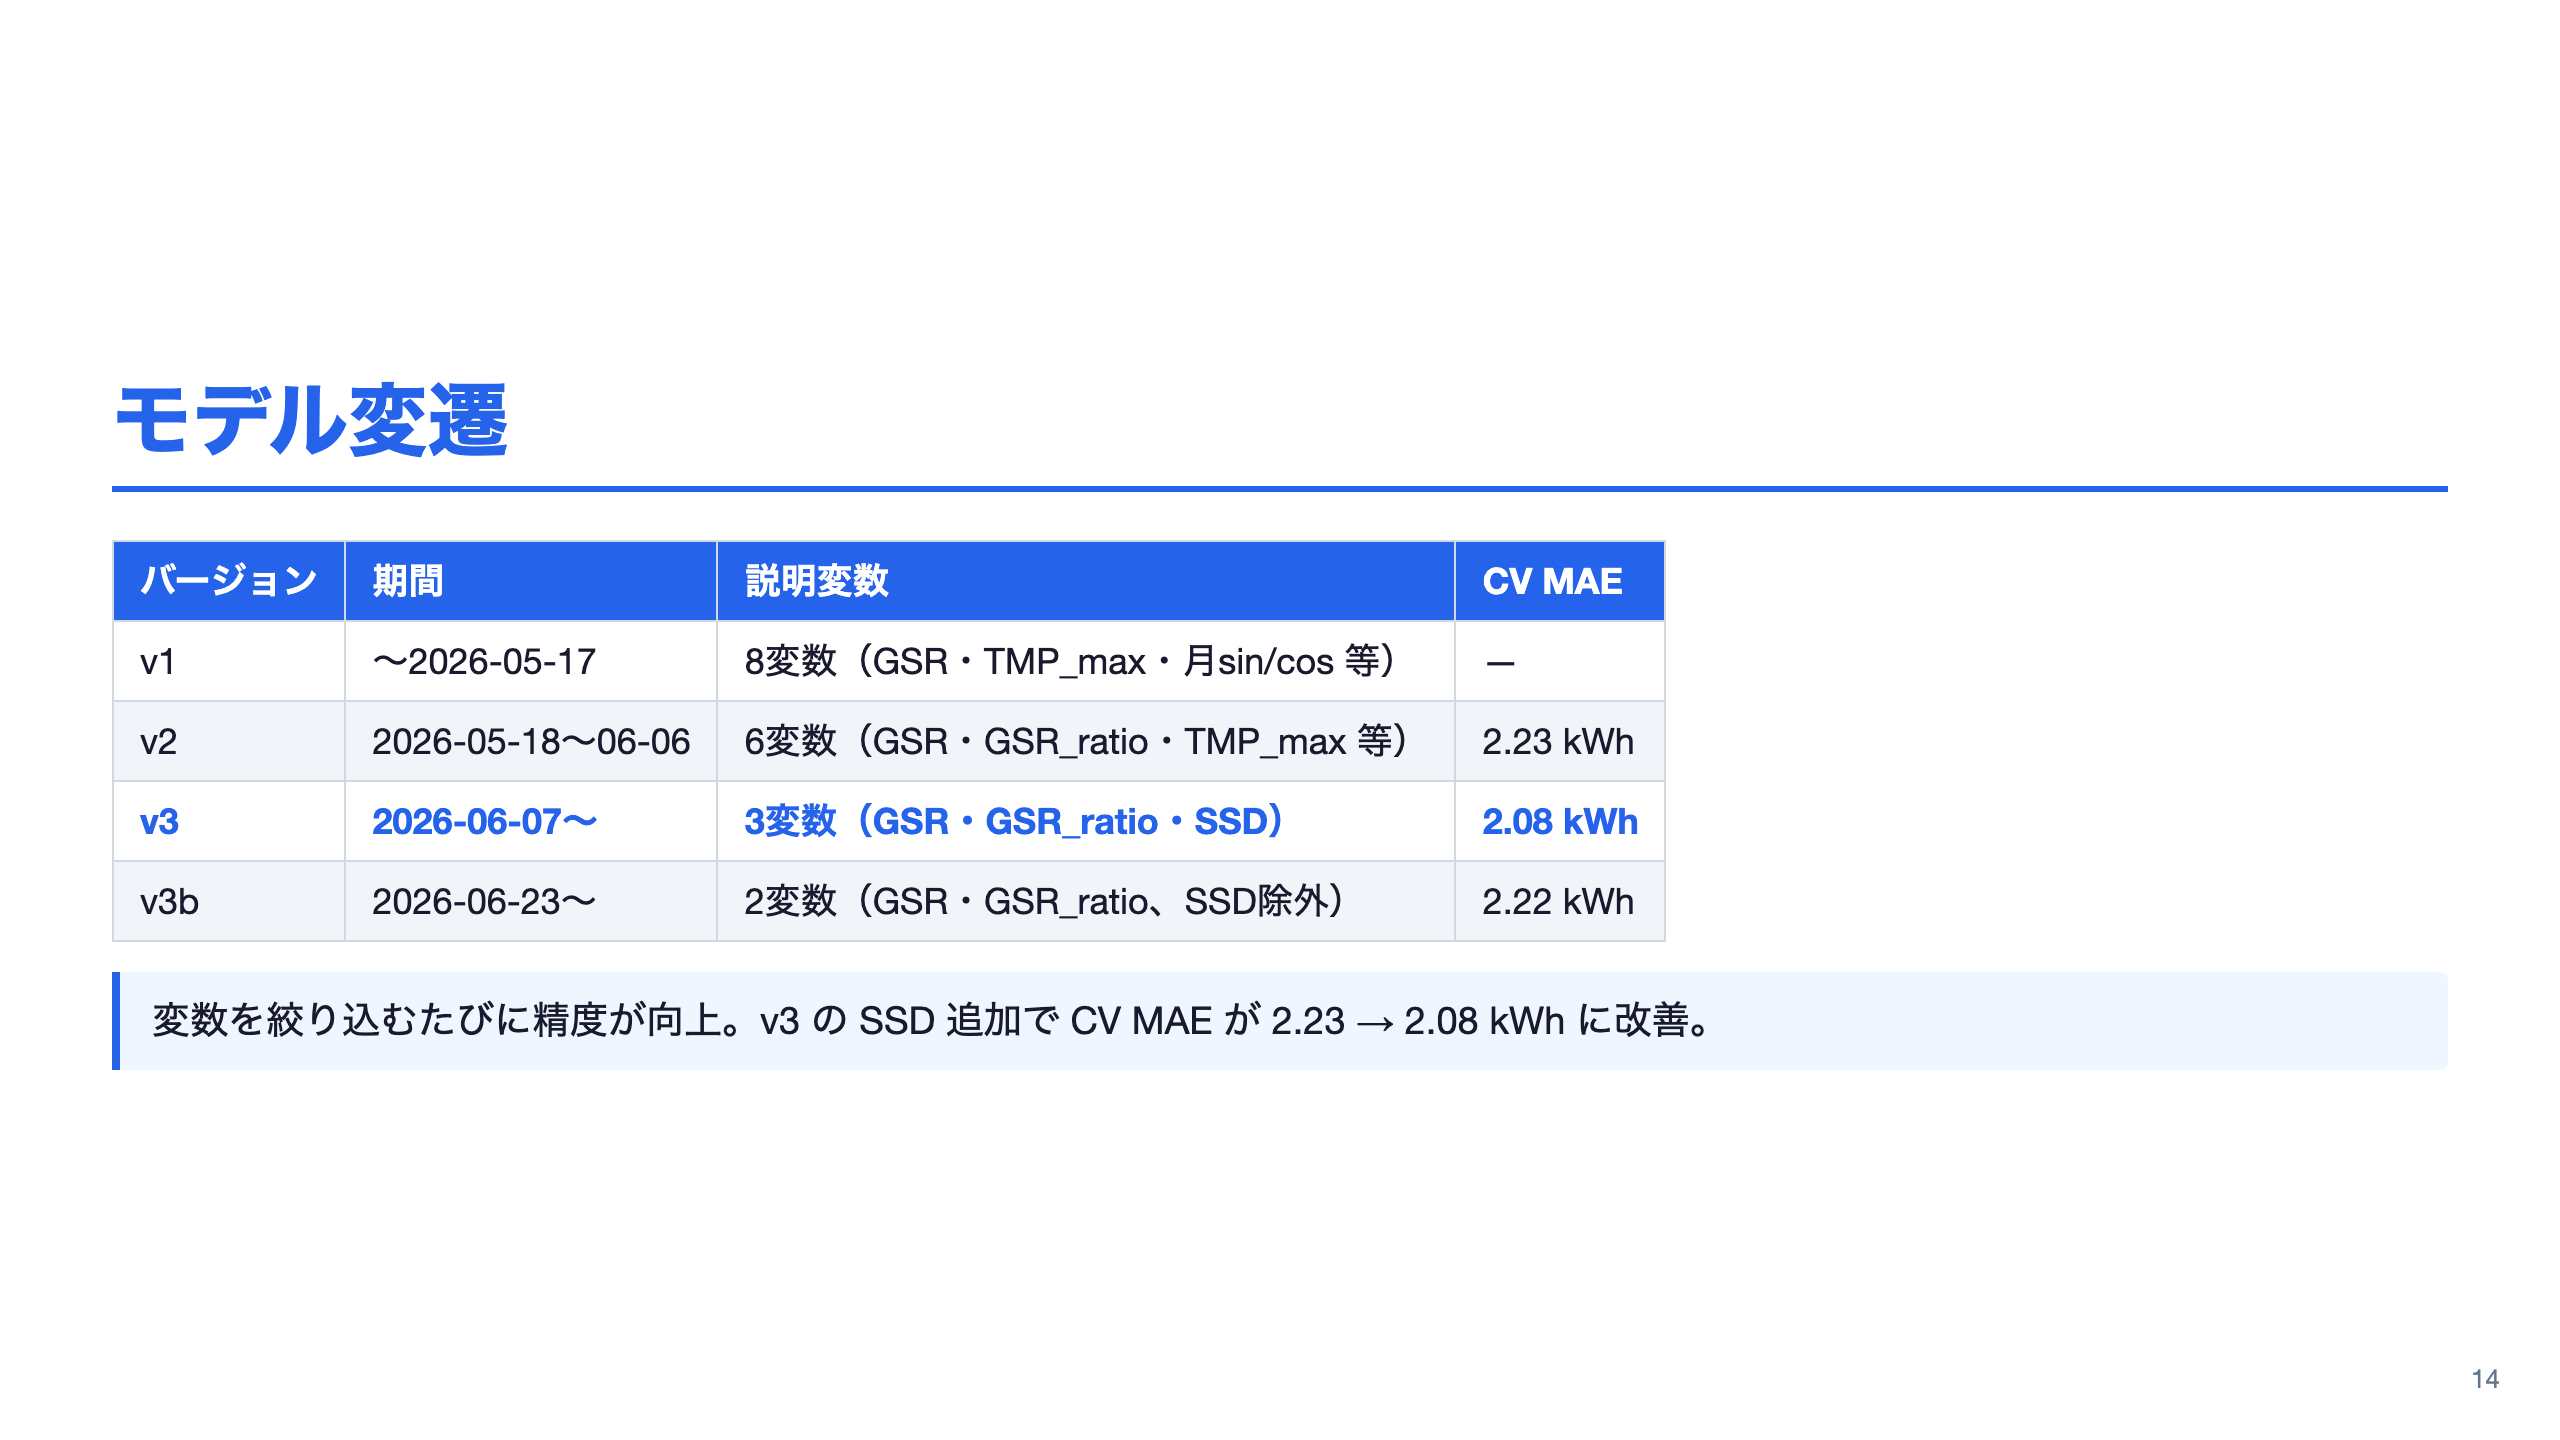 モデル変遷
バージョン 期間 説明変数 CV MAE
v1 〜2026-05-17 8変数（GSR・TMP_max・月sin/cos 等） —
v2 2026-05-18〜06-06 6変数（GSR・GSR_ratio・TMP_max 等） 2.23 kWh
v3 2026-06-07〜 3変数（GSR・GSR_ratio・SSD） 2.08 kWh
v3b 2026-06-23〜 2変数（GSR・GSR_ratio、SSD除外） 2.22 kWh
変数を絞り込むたびに精度が向上。v3 の SSD 追加で CV MAE が 2.23 → 2.08 kWh に改善。
14